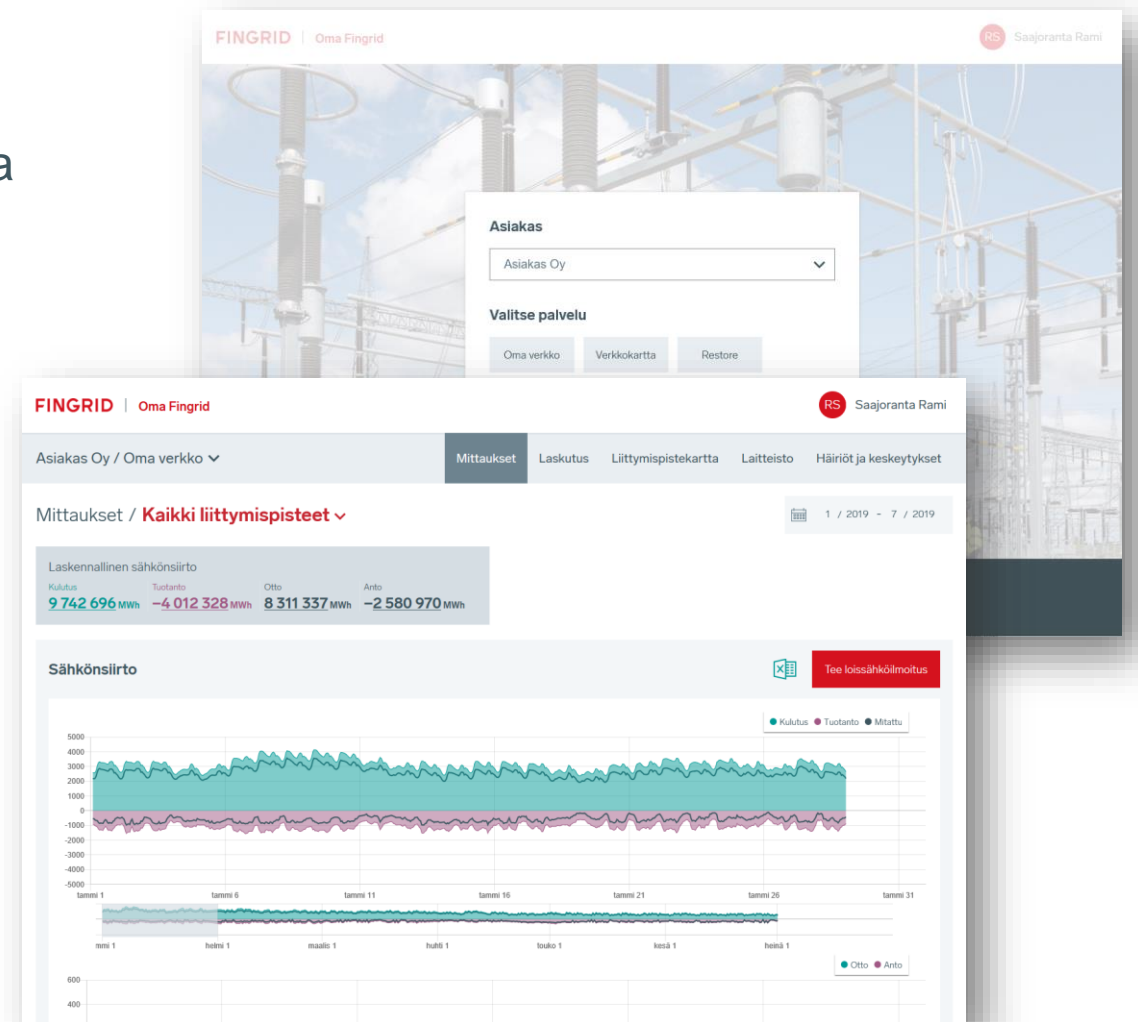 a
FINGRID | Oma Fingrid
RS Saajoranta Rami
Asiakas
Asiakas Oy
Valitse palvelu
Oma verkko Verkkokartta Restore
FINGRID | Oma Fingrid
RS Saajoranta Rami
Asiakas Oy / Oma verkko
Mittaukset Laskutus Liittymispistekartta Laitteisto Häiriöt ja keskeytykset
Mittaukset / Kaikki liittymispisteet
1 / 2019 - 7 / 2019
Laskennallinen sähkönsiirto
Kulutus Tuotanto Otto Anto
9 742 696 MWh −4 012 328 MWh 8 311 337 MWh −2 580 970 MWh
Sähkönsiirto
Tee loissähköilmoitus
Kulutus Tuotanto Mitattu
5000
4000
3000
2000
1000
0
-1000
-2000
-3000
-4000
-5000
tammi 1 tammi 6 tammi 11 tammi 16 tammi 21 tammi 26 tammi 31
mmi 1 helmi 1 maalis 1 huhti 1 touko 1 kesä 1 heinä 1
Otto Anto
600
400